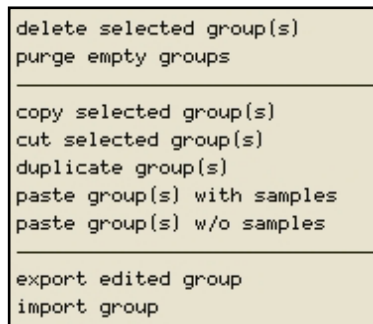 delete selected group(s)
purge empty groups
copy selected group(s)
cut selected group(s)
duplicate group(s)
paste group(s) with samples
paste group(s) w/o samples
export edited group
import group